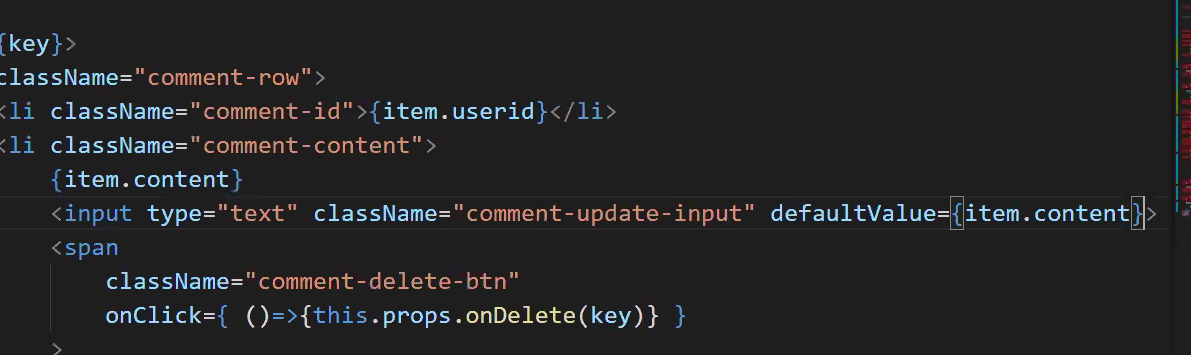 {key}>
className="comment-row">
<li className="comment-id">{item.userid}</li>
<li className="comment-content">
{item.content}
<input type="text" className="comment-update-input" defaultValue={item.content}>
<span
className="comment-delete-btn"
onClick={ ()=>{this.props.onDelete(key)} }
>